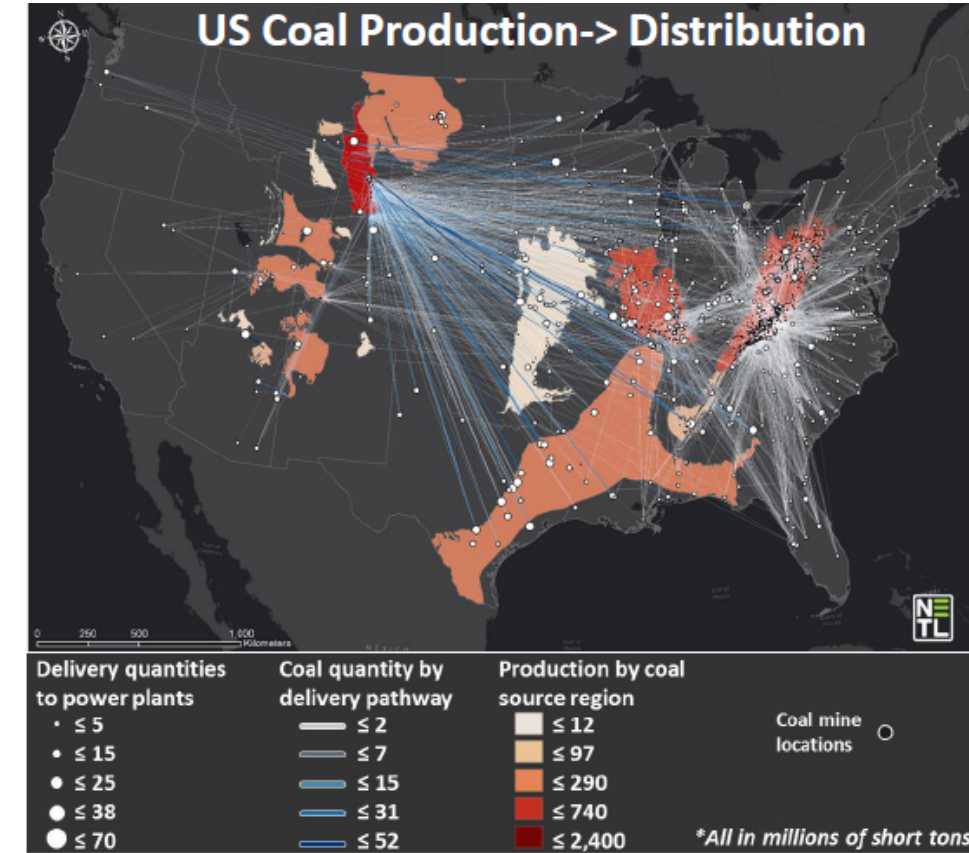 US Coal Production-> Distribution
N
S
0 250 500 1,000
Kilometers
NE
TL
Delivery quantities
to power plants
≤ 5
≤ 15
≤ 25
≤ 38
≤ 70
Coal quantity by
delivery pathway
≤ 2
≤ 7
≤ 15
≤ 31
≤ 52
Production by coal
source region
≤ 12
≤ 97
≤ 290
≤ 740
≤ 2,400
Coal mine
locations
*All in millions of short tons